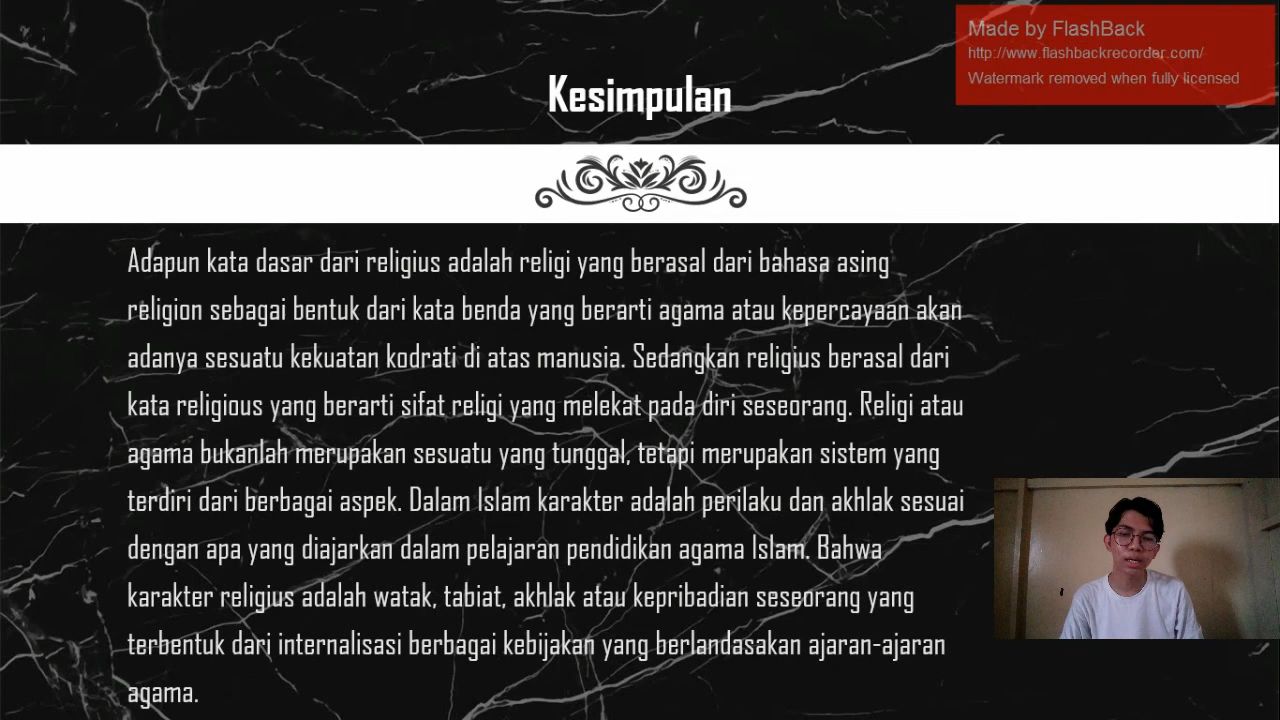 Made by FlashBack
http://www.flashbackrecorder.com/
Watermark removed when fully licensed
Kesimpulan
Adapun kata dasar dari religius adalah religi yang berasal dari bahasa asing
religion sebagai bentuk dari kata benda yang berarti agama atau kepercayaan akan
adanya sesuatu kekuatan kodrati di atas manusia. Sedangkan religius berasal dari
kata religious yang berarti sifat religi yang melekat pada diri seseorang. Religi atau
agama bukanlah merupakan sesuatu yang tunggal, tetapi merupakan sistem yang
terdiri dari berbagai aspek. Dalam Islam karakter adalah perilaku dan akhlak sesuai
dengan apa yang diajarkan dalam pelajaran pendidikan agama Islam. Bahwa
karakter religius adalah watak, tabiat, akhlak atau kepribadian seseorang yang
terbentuk dari internalisasi berbagai kebijakan yang berlandasakan ajaran-ajaran
agama.